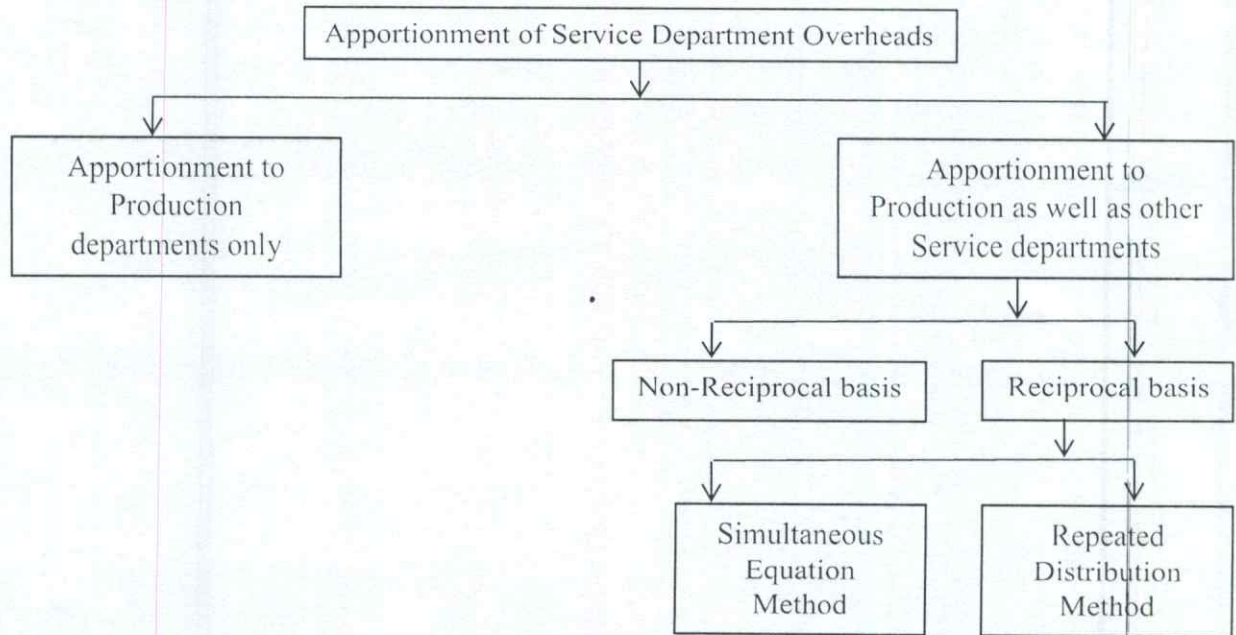 Apportionment of Service Department Overheads
Apportionment to
Production
departments only
Apportionment to
Production as well as other
Service departments
Non-Reciprocal basis
Reciprocal basis
Simultaneous
Equation
Method
Repeated
Distribution
Method